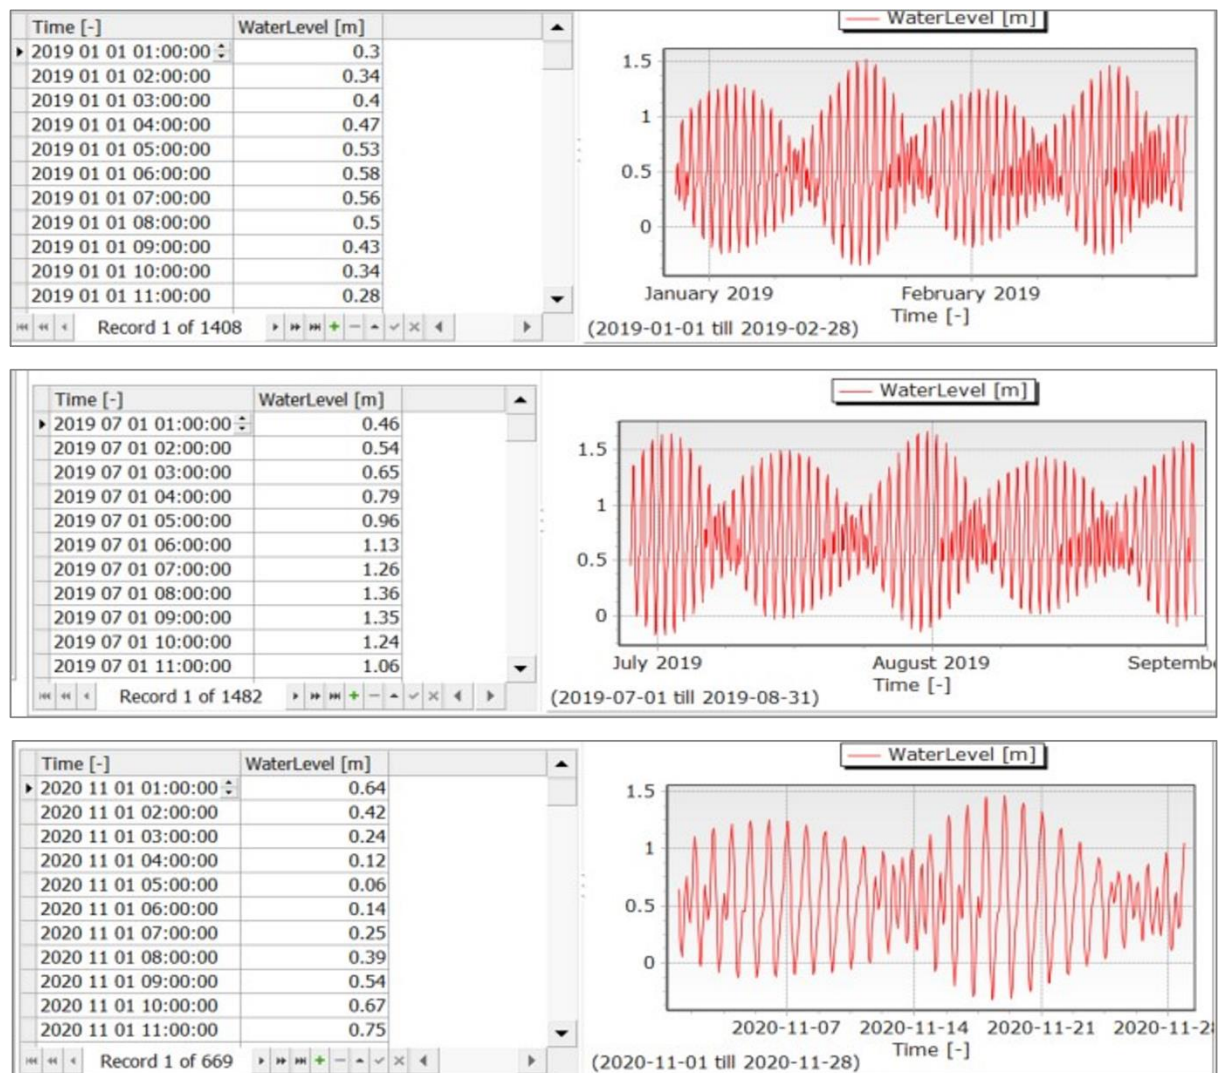 Time [-] WaterLevel [m]
2019 01 01 01:00:00 0.3
2019 01 01 02:00:00 0.34
2019 01 01 03:00:00 0.4
2019 01 01 04:00:00 0.47
2019 01 01 05:00:00 0.53
2019 01 01 06:00:00 0.58
2019 01 01 07:00:00 0.56
2019 01 01 08:00:00 0.5
2019 01 01 09:00:00 0.43
2019 01 01 10:00:00 0.34
2019 01 01 11:00:00 0.28
Record 1 of 1408
WaterLevel [m]
1.5
1
0.5
0
January 2019 February 2019
Time [-]
(2019-01-01 till 2019-02-28)
Time [-] WaterLevel [m]
2019 07 01 01:00:00 0.46
2019 07 01 02:00:00 0.54
2019 07 01 03:00:00 0.65
2019 07 01 04:00:00 0.79
2019 07 01 05:00:00 0.96
2019 07 01 06:00:00 1.13
2019 07 01 07:00:00 1.26
2019 07 01 08:00:00 1.36
2019 07 01 09:00:00 1.35
2019 07 01 10:00:00 1.24
2019 07 01 11:00:00 1.06
Record 1 of 1482
WaterLevel [m]
1.5
1
0.5
0
July 2019 August 2019 Septemb
Time [-]
(2019-07-01 till 2019-08-31)
Time [-] WaterLevel [m]
2020 11 01 01:00:00 0.64
2020 11 01 02:00:00 0.42
2020 11 01 03:00:00 0.24
2020 11 01 04:00:00 0.12
2020 11 01 05:00:00 0.06
2020 11 01 06:00:00 0.14
2020 11 01 07:00:00 0.25
2020 11 01 08:00:00 0.39
2020 11 01 09:00:00 0.54
2020 11 01 10:00:00 0.67
2020 11 01 11:00:00 0.75
Record 1 of 669
WaterLevel [m]
1.5
1
0.5
0
2020-11-07 2020-11-14 2020-11-21 2020-11-28
Time [-]
(2020-11-01 till 2020-11-28)